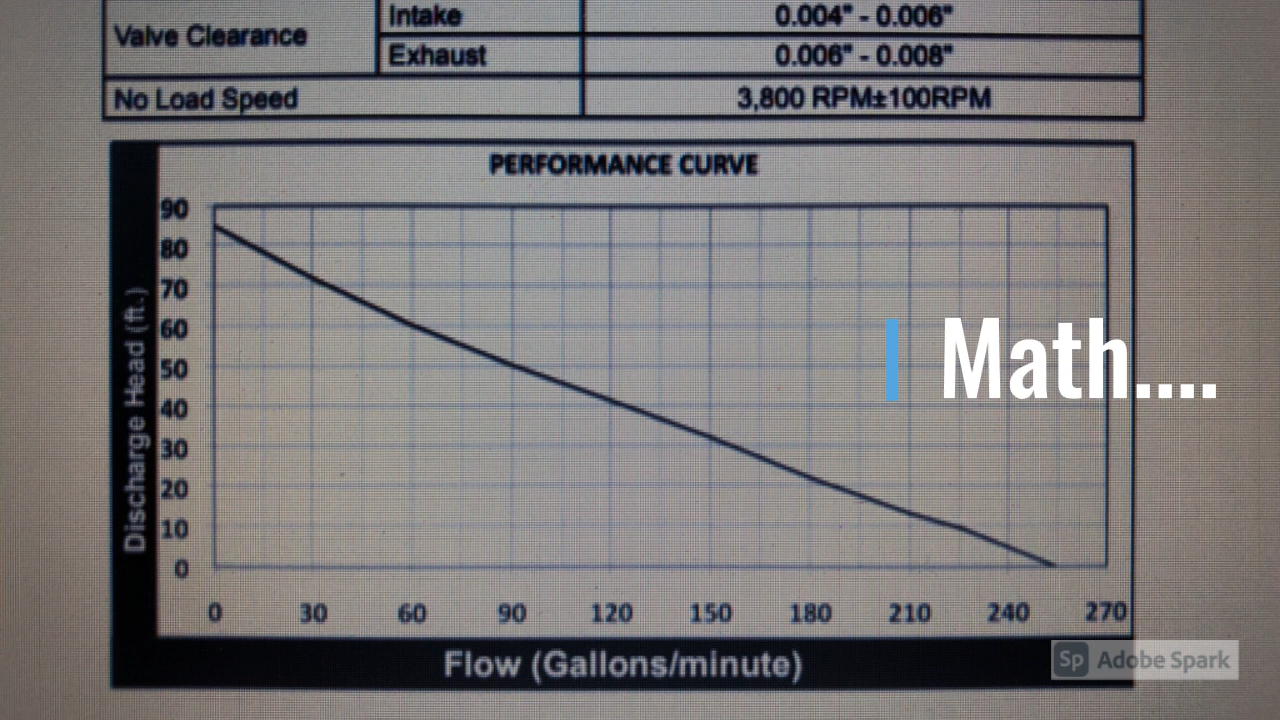 Valve Clearance
Intake
0.004" - 0.006"
Exhaust
0.006" - 0.008"
No Load Speed
3,800 RPM±100RPM
PERFORMANCE CURVE
90
80
70
60
50
40
30
20
10
0
Discharge Head (ft.)
0 30 60 90 120 150 180 210 240 270
Flow (Gallons/minute)
Math....
Sp Adobe Spark